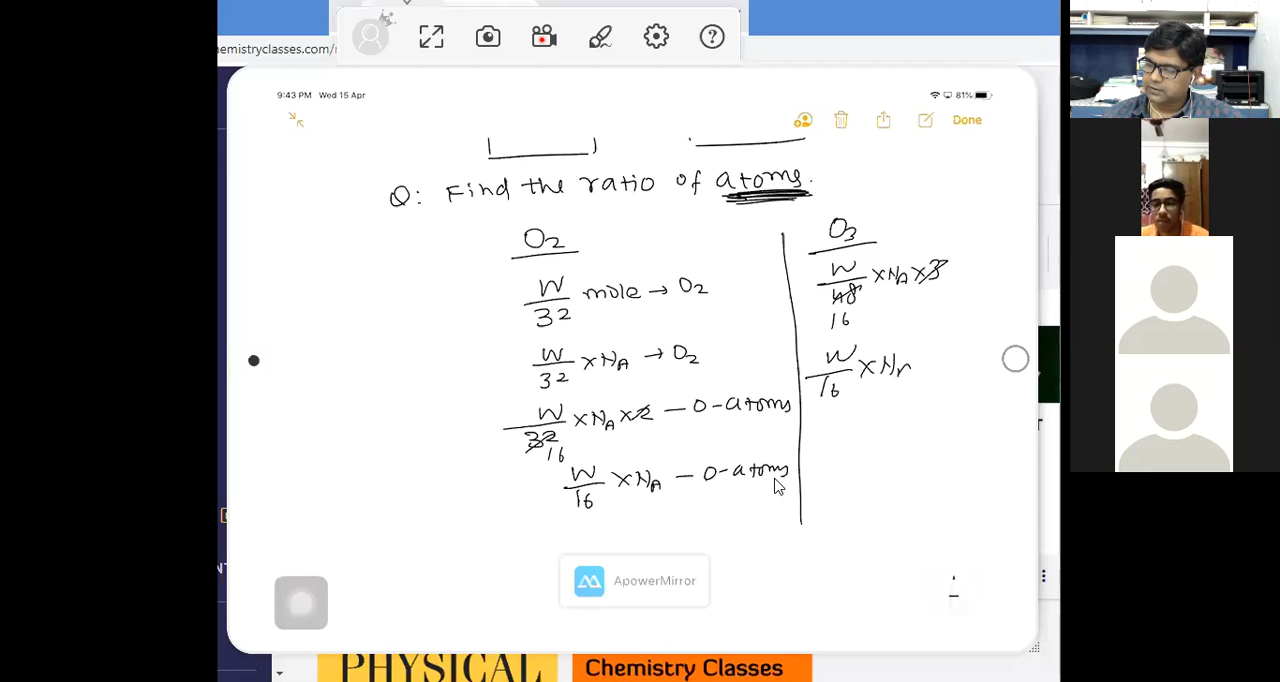 emistryclasses.com/
9:43 PM Wed 15 Apr
81%
Done
Q: Find the ratio of atoms.
O2
W/32 mole → O2
W/32 × NA → O2
W/32 × NA × 2 — O-atoms
16
W/16 × NA — O-atoms
O3
W/48 × NA × 3
16
W/16 × N
ApowerMirror
PHYSICAL
Chemistry Classes